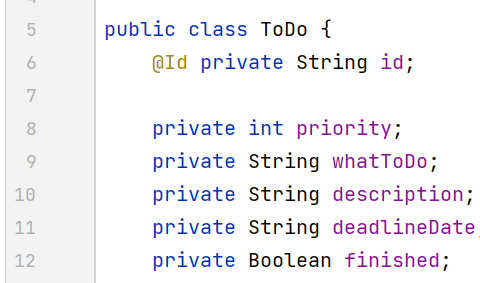 5 public class ToDo {
6 @Id private String id;
7
8 private int priority;
9 private String whatToDo;
10 private String description;
11 private String deadlineDate
12 private Boolean finished;